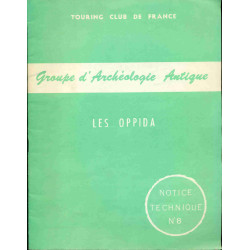 TOURING CLUB DE FRANCE
Groupe d'Archéologie Antique
LES OPPIDA
NOTICE
TECHNIQUE
N°8